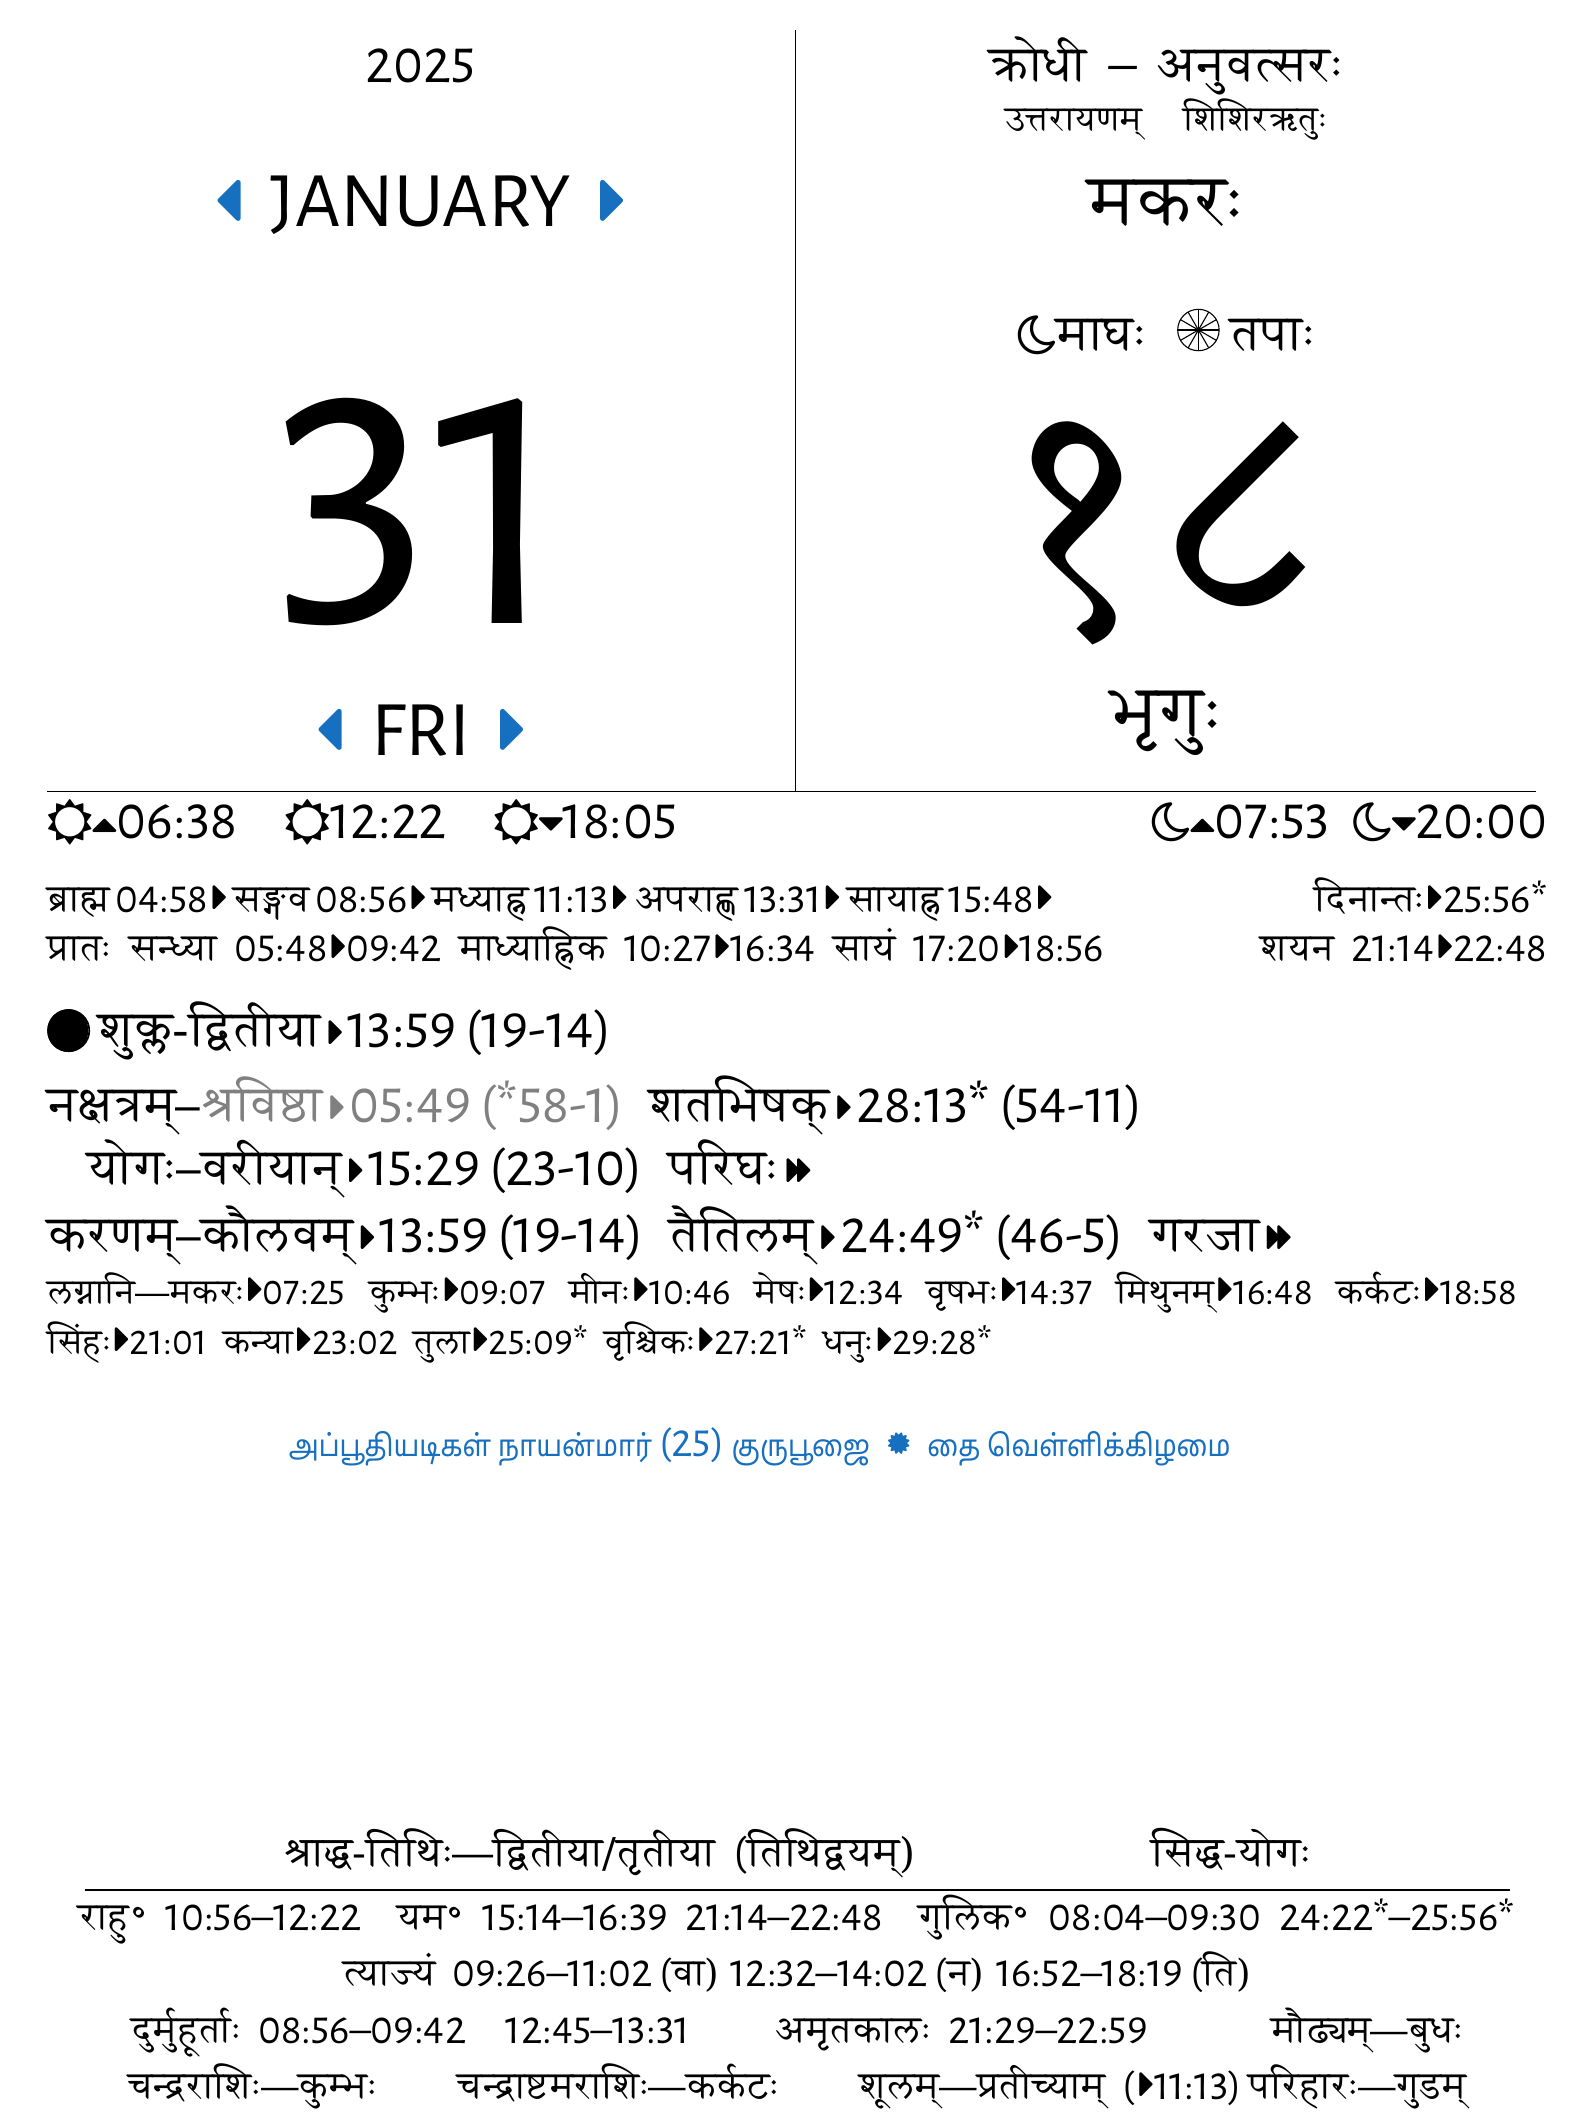 2025
JANUARY
31
FRI
क्रोधी – अनुवत्सरः
उत्तरायणम् शिशिरऋतुः
मकरः
माघः तपाः
१८
भृगुः
06:38 12:22 18:05 07:53 20:00
ब्राह्म 04:58 सङ्गव 08:56 मध्याह्न 11:13 अपराह्ण 13:31 सायाह्न 15:48 दिनान्तः 25:56*
प्रातः सन्ध्या 05:48 09:42 माध्याह्निक 10:27 16:34 सायं 17:20 18:56 शयन 21:14 22:48
शुक्ल-द्वितीया 13:59 (19-14)
नक्षत्रम्–श्रविष्ठा 05:49 (*58-1) शतभिषक् 28:13* (54-11)
योगः–वरीयान् 15:29 (23-10) परिघः
करणम्–कौलवम् 13:59 (19-14) तैतिलम् 24:49* (46-5) गरजा
लग्नानि—मकरः 07:25 कुम्भः 09:07 मीनः 10:46 मेषः 12:34 वृषभः 14:37 मिथुनम् 16:48 कर्कटः 18:58
सिंहः 21:01 कन्या 23:02 तुला 25:09* वृश्चिकः 27:21* धनुः 29:28*
அப்பூதியடிகள் நாயன்மார் (25) குருபூஜை ✹ தை வெள்ளிக்கிழமை
श्राद्ध-तिथिः—द्वितीया/तृतीया (तिथिद्वयम्) सिद्ध-योगः
राहु॰ 10:56–12:22 यम॰ 15:14–16:39 21:14–22:48 गुलिक॰ 08:04–09:30 24:22*–25:56*
त्याज्यं 09:26–11:02 (वा) 12:32–14:02 (न) 16:52–18:19 (ति)
दुर्मुहूर्ताः 08:56–09:42 12:45–13:31 अमृतकालः 21:29–22:59 मौढ्यम्—बुधः
चन्द्रराशिः—कुम्भः चन्द्राष्टमराशिः—कर्कटः शूलम्—प्रतीच्याम् ( 11:13) परिहारः—गुडम्